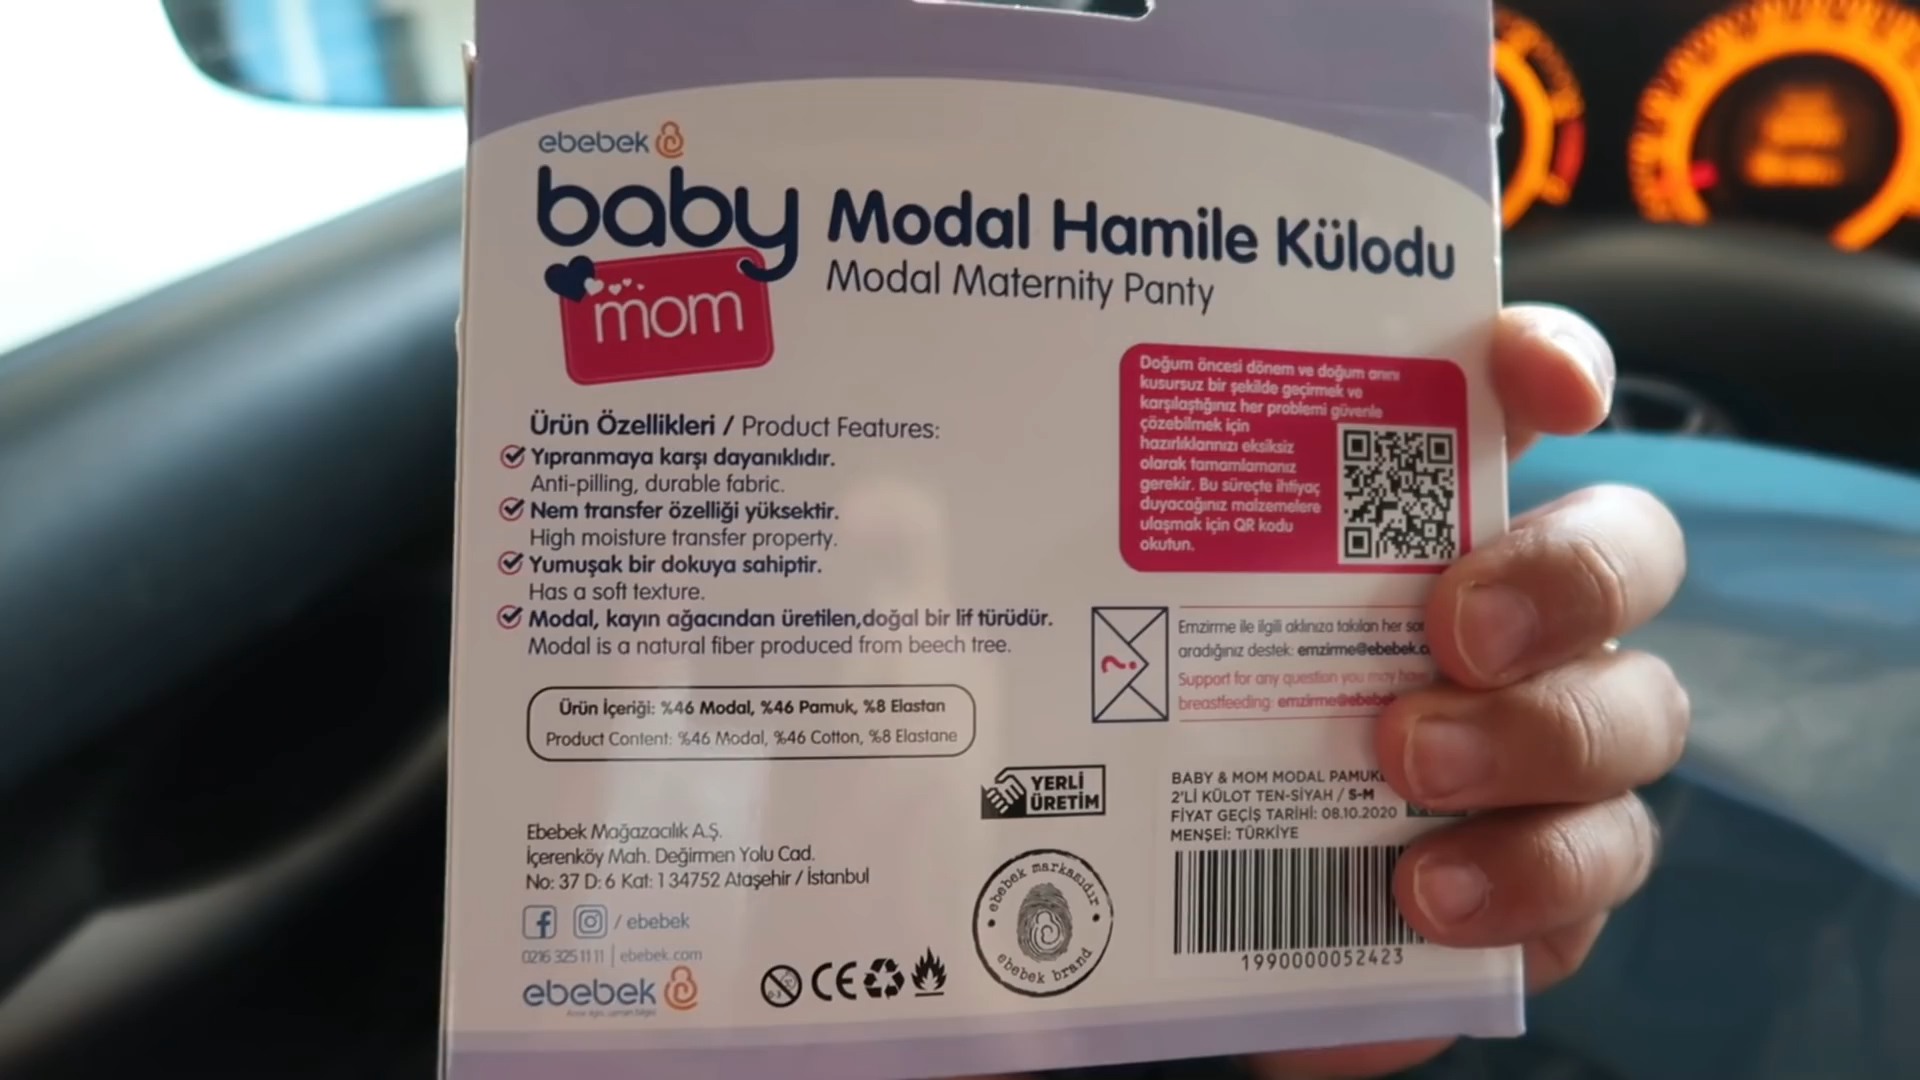 ebebek
baby
mom
Modal Hamile Külodu
Modal Maternity Panty
Doğum öncesi dönem ve doğum anını
kusursuz bir şekilde geçirmek ve
karşılaştığınız her problemi güvenle
çözebilmek için
hazırlıklarınızı eksiksiz
olarak tamamlamanız
gerekir. Bu süreçte ihtiyaç
duyacağınız malzemelere
ulaşmak için QR kodu
okutun.
Ürün Özellikleri / Product Features:
Yıpranmaya karşı dayanıklıdır.
Anti-pilling, durable fabric.
Nem transfer özelliği yüksektir.
High moisture transfer property.
Yumuşak bir dokuya sahiptir.
Has a soft texture.
Modal, kayın ağacından üretilen,doğal bir lif türüdür.
Modal is a natural fiber produced from beech tree.
Emzirme ile ilgili aklınıza takılan her
aradığınız destek: emzirme@ebebek.c
Support for any question you may have
breastfeeding: emzirme@ebebek
Ürün İçeriği: %46 Modal, %46 Pamuk, %8 Elastan
Product Content: %46 Modal, %46 Cotton, %8 Elastane
YERLİ
ÜRETİM
BABY & MOM MODAL PAMUK
2'Lİ KÜLOT TEN-SİYAH / S-M
FİYAT GEÇİŞ TARİHİ: 08.10.2020
MENŞEİ: TÜRKİYE
1990000052423
Ebebek Mağazacılık A.Ş.
İçerenköy Mah. Değirmen Yolu Cad.
No: 37 D: 6 Kat: 1 34752 Ataşehir / İstanbul
/ ebebek
0216 325 11 11 | ebebek.com
ebebek
0-3
CE
ebebek markasıdır
ebebek brand